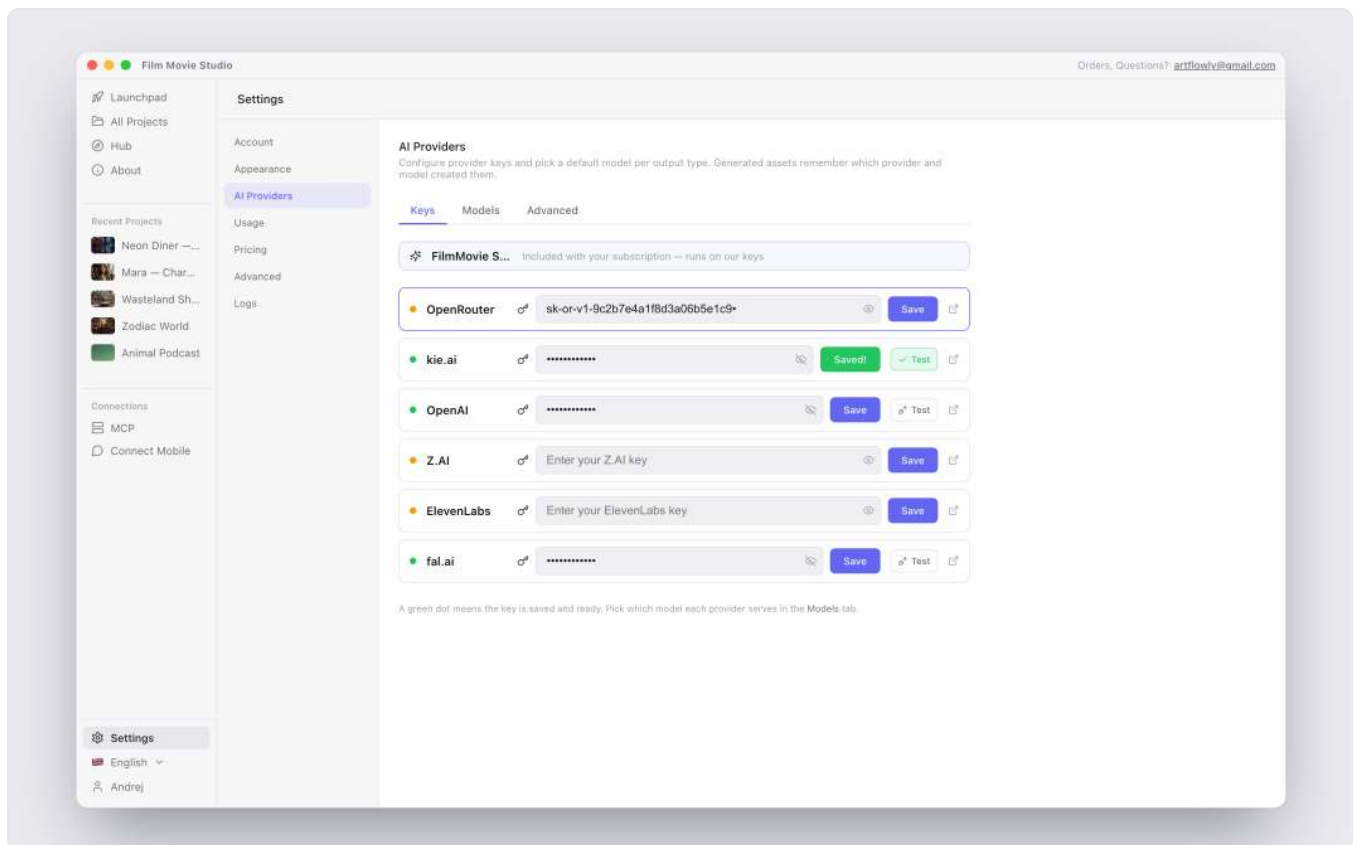 Film Movie Studio
Orders, Questions? artflowly@gmail.com
Launchpad
All Projects
Hub
About
Recent Projects
Neon Diner —...
Mara — Char...
Wasteland Sh...
Zodiac World
Animal Podcast
Connections
MCP
Connect Mobile
Settings
English
Andrej
Settings
Account
Appearance
AI Providers
Usage
Pricing
Advanced
Logs
AI Providers
Configure provider keys and pick a default model per output type. Generated assets remember which provider and
model created them.
Keys Models Advanced
FilmMovie S... Included with your subscription — runs on our keys
OpenRouter sk-or-v1-9c2b7e4a1f8d3a06b5e1c9• Save
kie.ai •••••••••••• Saved! Test
OpenAI •••••••••••• Save Test
Z.AI Enter your Z.AI key Save
ElevenLabs Enter your ElevenLabs key Save
fal.ai •••••••••••• Save Test
A green dot means the key is saved and ready. Pick which model each provider serves in the Models tab.